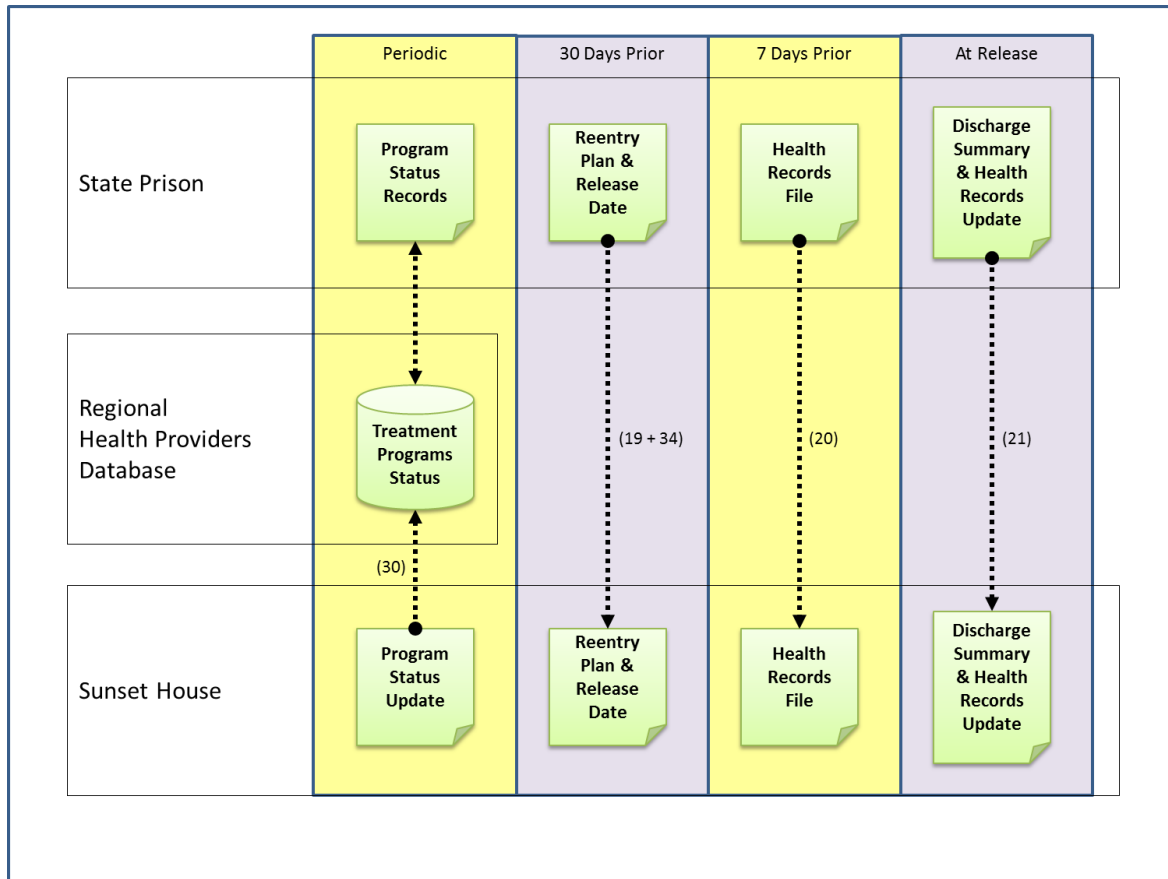 Periodic
30 Days Prior
7 Days Prior
At Release
State Prison
Program
Status
Records
Reentry
Plan &
Release
Date
Health
Records
File
Discharge
Summary
& Health
Records
Update
Regional
Health Providers
Database
Treatment
Programs
Status
(19 + 34)
(20)
(21)
(30)
Sunset House
Program
Status
Update
Reentry
Plan &
Release
Date
Health
Records
File
Discharge
Summary
& Health
Records
Update